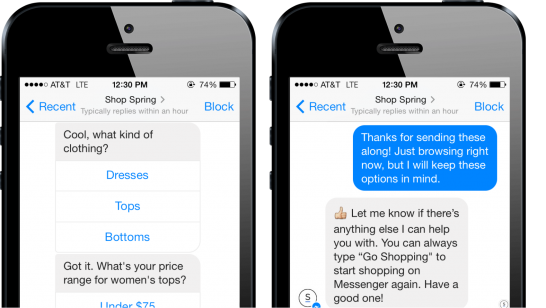 ●●●●○ AT&T LTE 12:30 PM 74%
Recent Shop Spring > Block
Typically replies within an hour
Cool, what kind of
clothing?
Dresses
Tops
Bottoms
Got it. What's your price
range for women's tops?
Under $75
●●●●○ AT&T LTE 12:30 PM 74%
Recent Shop Spring > Block
Typically replies within an hour
Thanks for sending these
along! Just browsing right
now, but I will keep these
options in mind.
👍 Let me know if there's
anything else I can help
you with. You can always
type “Go Shopping” to
start shopping on
Messenger again. Have a
good one!
S